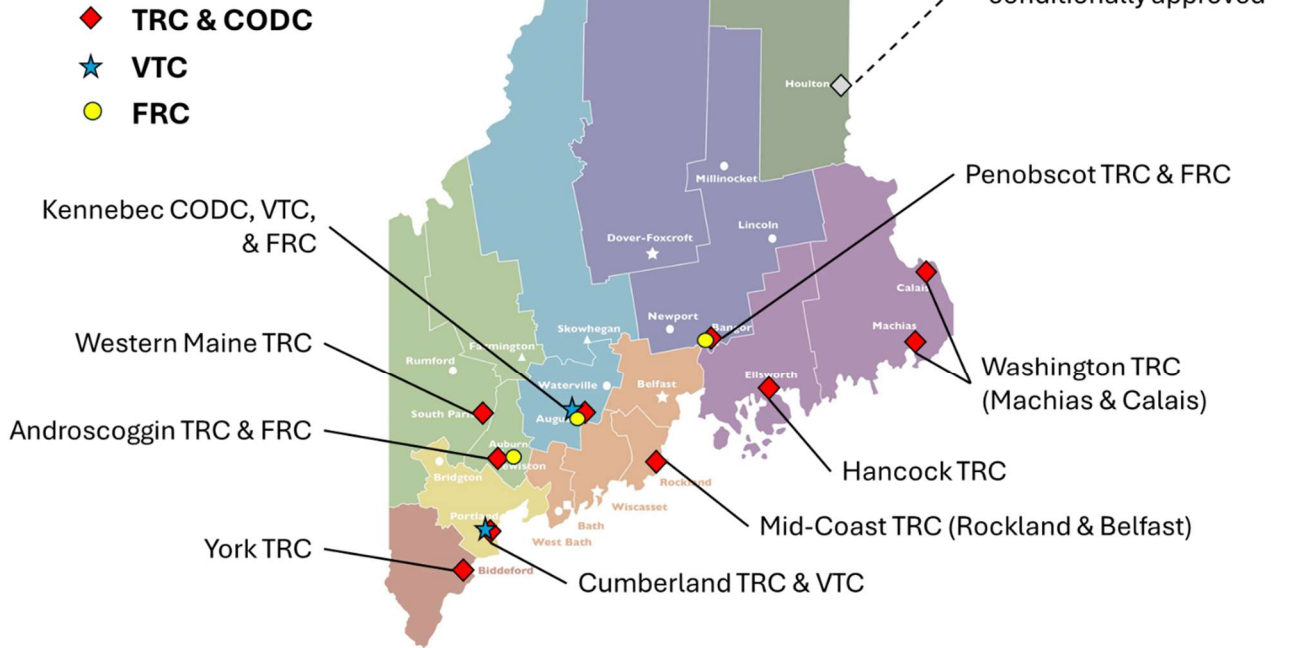 conditionally approved
TRC & CODC
VTC
FRC
Houlton
Penobscot TRC & FRC
Millinocket
Kennebec CODC, VTC,
& FRC
Lincoln
Dover-Foxcroft
Calais
Newport
Bangor
Machias
Skowhegan
Western Maine TRC
Farmington
Rumford
Washington TRC
(Machias & Calais)
Ellsworth
Waterville
Belfast
South Par
Augu
Androscoggin TRC & FRC
Auburn
ewiston
Hancock TRC
Bridgton
Rockland
Wiscasset
Portland
Bath
Mid-Coast TRC (Rockland & Belfast)
West Bath
York TRC
Biddeford
Cumberland TRC & VTC